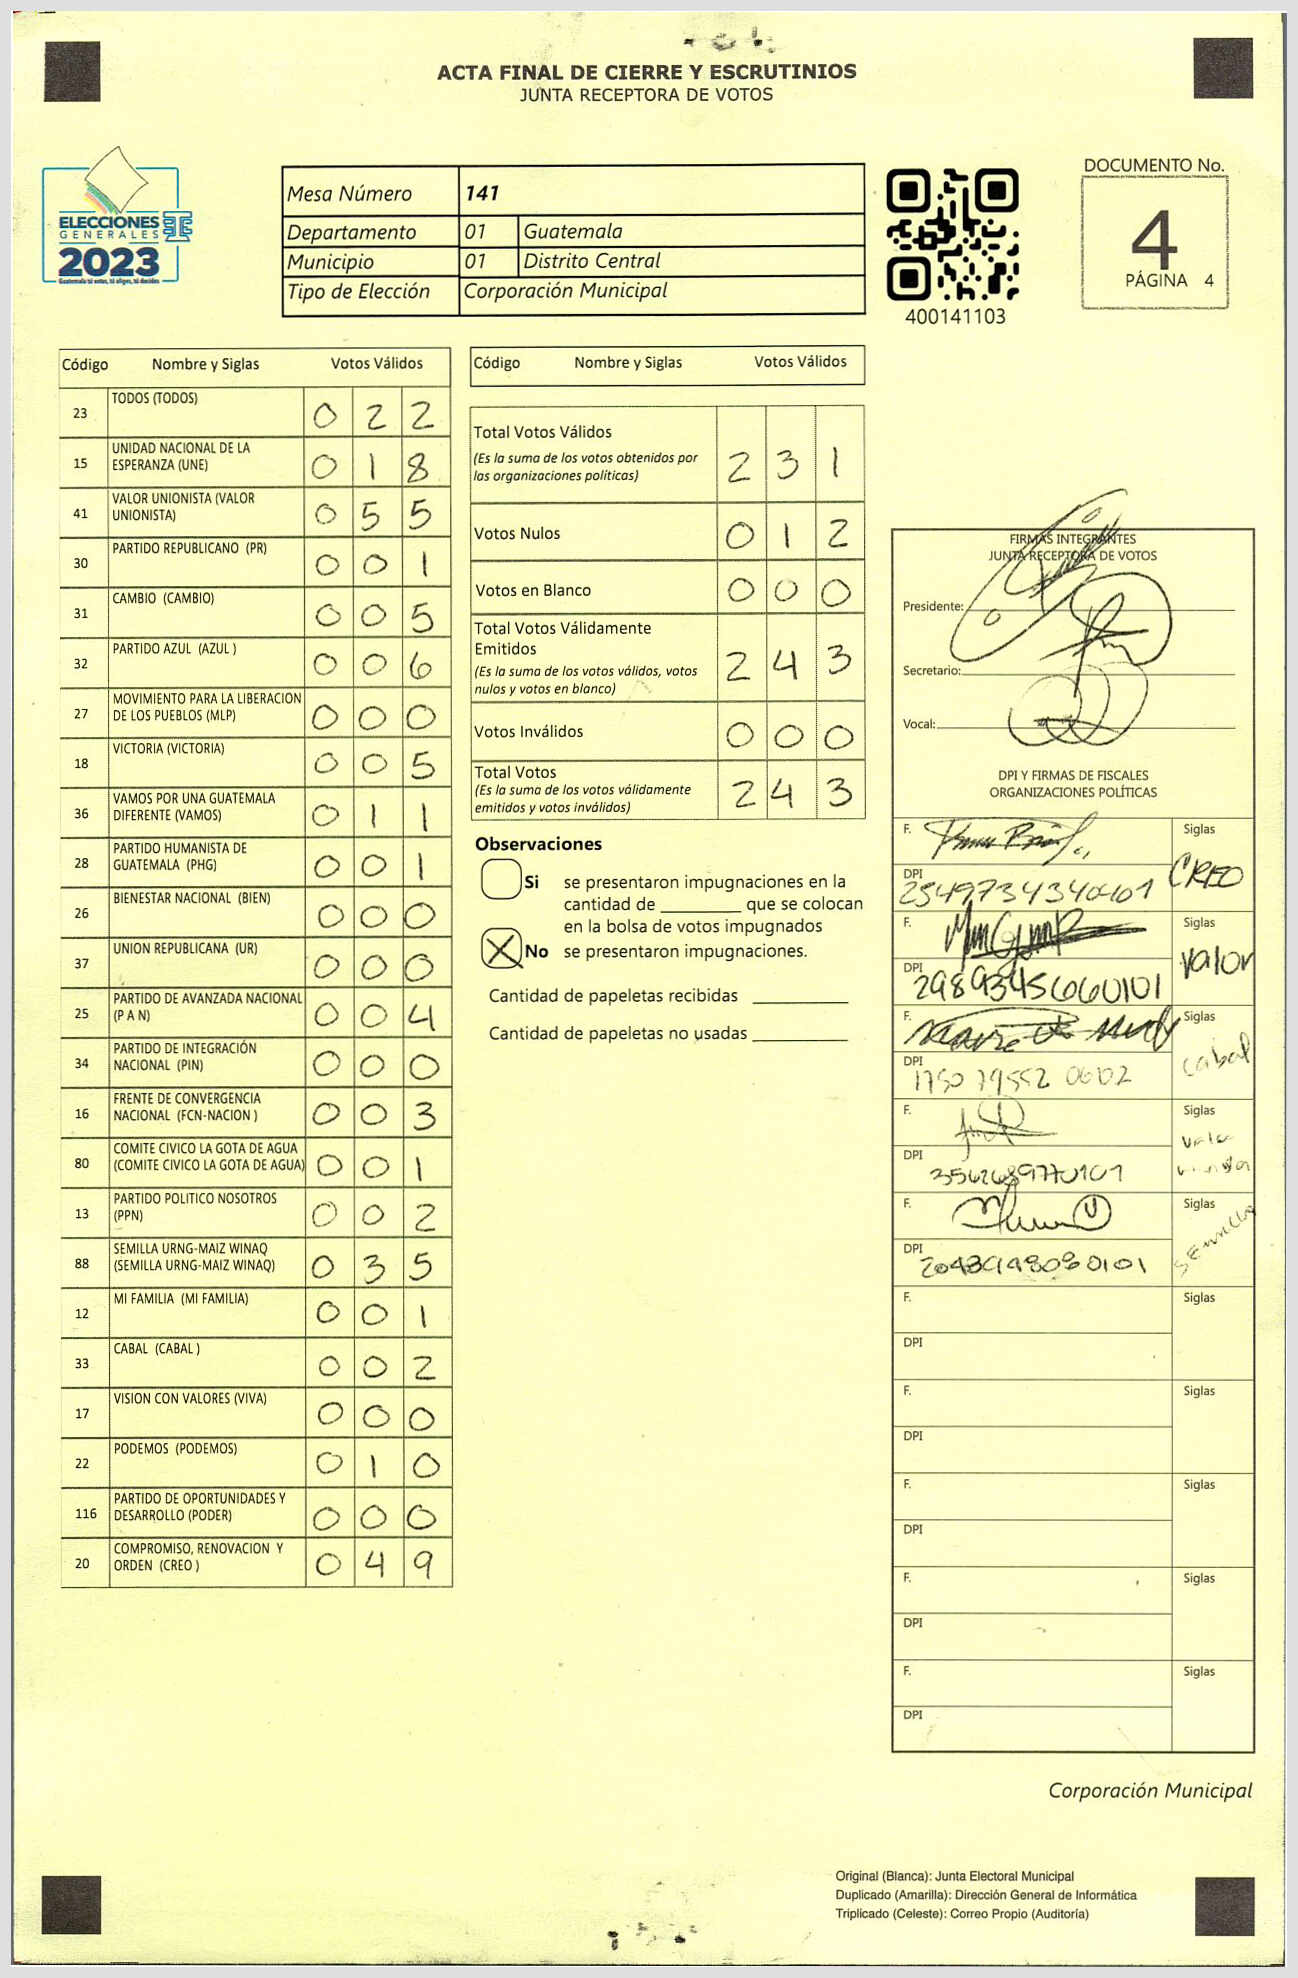 ACTA FINAL DE CIERRE Y ESCRUTINIOS
JUNTA RECEPTORA DE VOTOS
ELECCIONES
GENERALES
2023
Guatemala tú votas, tú eliges, tú decides
Mesa Número 141
Departamento 01 Guatemala
Municipio 01 Distrito Central
Tipo de Elección Corporación Municipal
400141103
DOCUMENTO No.
4
PÁGINA 4
Código Nombre y Siglas Votos Válidos
23 TODOS (TODOS) 0 2 2
15 UNIDAD NACIONAL DE LA
ESPERANZA (UNE) 0 1 8
41 VALOR UNIONISTA (VALOR
UNIONISTA) 0 5 5
30 PARTIDO REPUBLICANO (PR) 0 0 1
31 CAMBIO (CAMBIO) 0 0 5
32 PARTIDO AZUL (AZUL ) 0 0 6
27 MOVIMIENTO PARA LA LIBERACION
DE LOS PUEBLOS (MLP) 0 0 0
18 VICTORIA (VICTORIA) 0 0 5
36 VAMOS POR UNA GUATEMALA
DIFERENTE (VAMOS) 0 1 1
28 PARTIDO HUMANISTA DE
GUATEMALA (PHG) 0 0 1
26 BIENESTAR NACIONAL (BIEN) 0 0 0
37 UNION REPUBLICANA (UR) 0 0 0
25 PARTIDO DE AVANZADA NACIONAL
(P A N) 0 0 4
34 PARTIDO DE INTEGRACIÓN
NACIONAL (PIN) 0 0 0
16 FRENTE DE CONVERGENCIA
NACIONAL (FCN-NACION ) 0 0 3
80 COMITE CIVICO LA GOTA DE AGUA
(COMITE CIVICO LA GOTA DE AGUA) 0 0 1
13 PARTIDO POLITICO NOSOTROS
(PPN) 0 0 2
88 SEMILLA URNG-MAIZ WINAQ
(SEMILLA URNG-MAIZ WINAQ) 0 3 5
12 MI FAMILIA (MI FAMILIA) 0 0 1
33 CABAL (CABAL ) 0 0 2
17 VISION CON VALORES (VIVA) 0 0 0
22 PODEMOS (PODEMOS) 0 1 0
116 PARTIDO DE OPORTUNIDADES Y
DESARROLLO (PODER) 0 0 0
20 COMPROMISO, RENOVACION Y
ORDEN (CREO ) 0 4 9
Código Nombre y Siglas Votos Válidos
Total Votos Válidos
(Es la suma de los votos obtenidos por
las organizaciones políticas) 2 3 1
Votos Nulos 0 1 2
Votos en Blanco 0 0 0
Total Votos Válidamente
Emitidos
(Es la suma de los votos válidos, votos
nulos y votos en blanco) 2 4 3
Votos Inválidos 0 0 0
Total Votos
(Es la suma de los votos válidamente
emitidos y votos inválidos) 2 4 3
Observaciones
Si se presentaron impugnaciones en la
cantidad de ________ que se colocan
en la bolsa de votos impugnados
No se presentaron impugnaciones.
Cantidad de papeletas recibidas
Cantidad de papeletas no usadas
FIRMAS INTEGRANTES
JUNTA RECEPTORA DE VOTOS
Presidente:
Secretario:
Vocal:
DPI Y FIRMAS DE FISCALES
ORGANIZACIONES POLÍTICAS
F. Siglas
DPI CREO
2549734340401
F. Siglas
DPI valor
2989345660101
F. Siglas
DPI cabal
F. Siglas
DPI
3562689770101
F. Siglas
DPI
F. Siglas
DPI
F. Siglas
DPI
F. Siglas
DPI
F. Siglas
DPI
F. Siglas
DPI
Corporación Municipal
Original (Blanca): Junta Electoral Municipal
Duplicado (Amarilla): Dirección General de Informática
Triplicado (Celeste): Correo Propio (Auditoría)